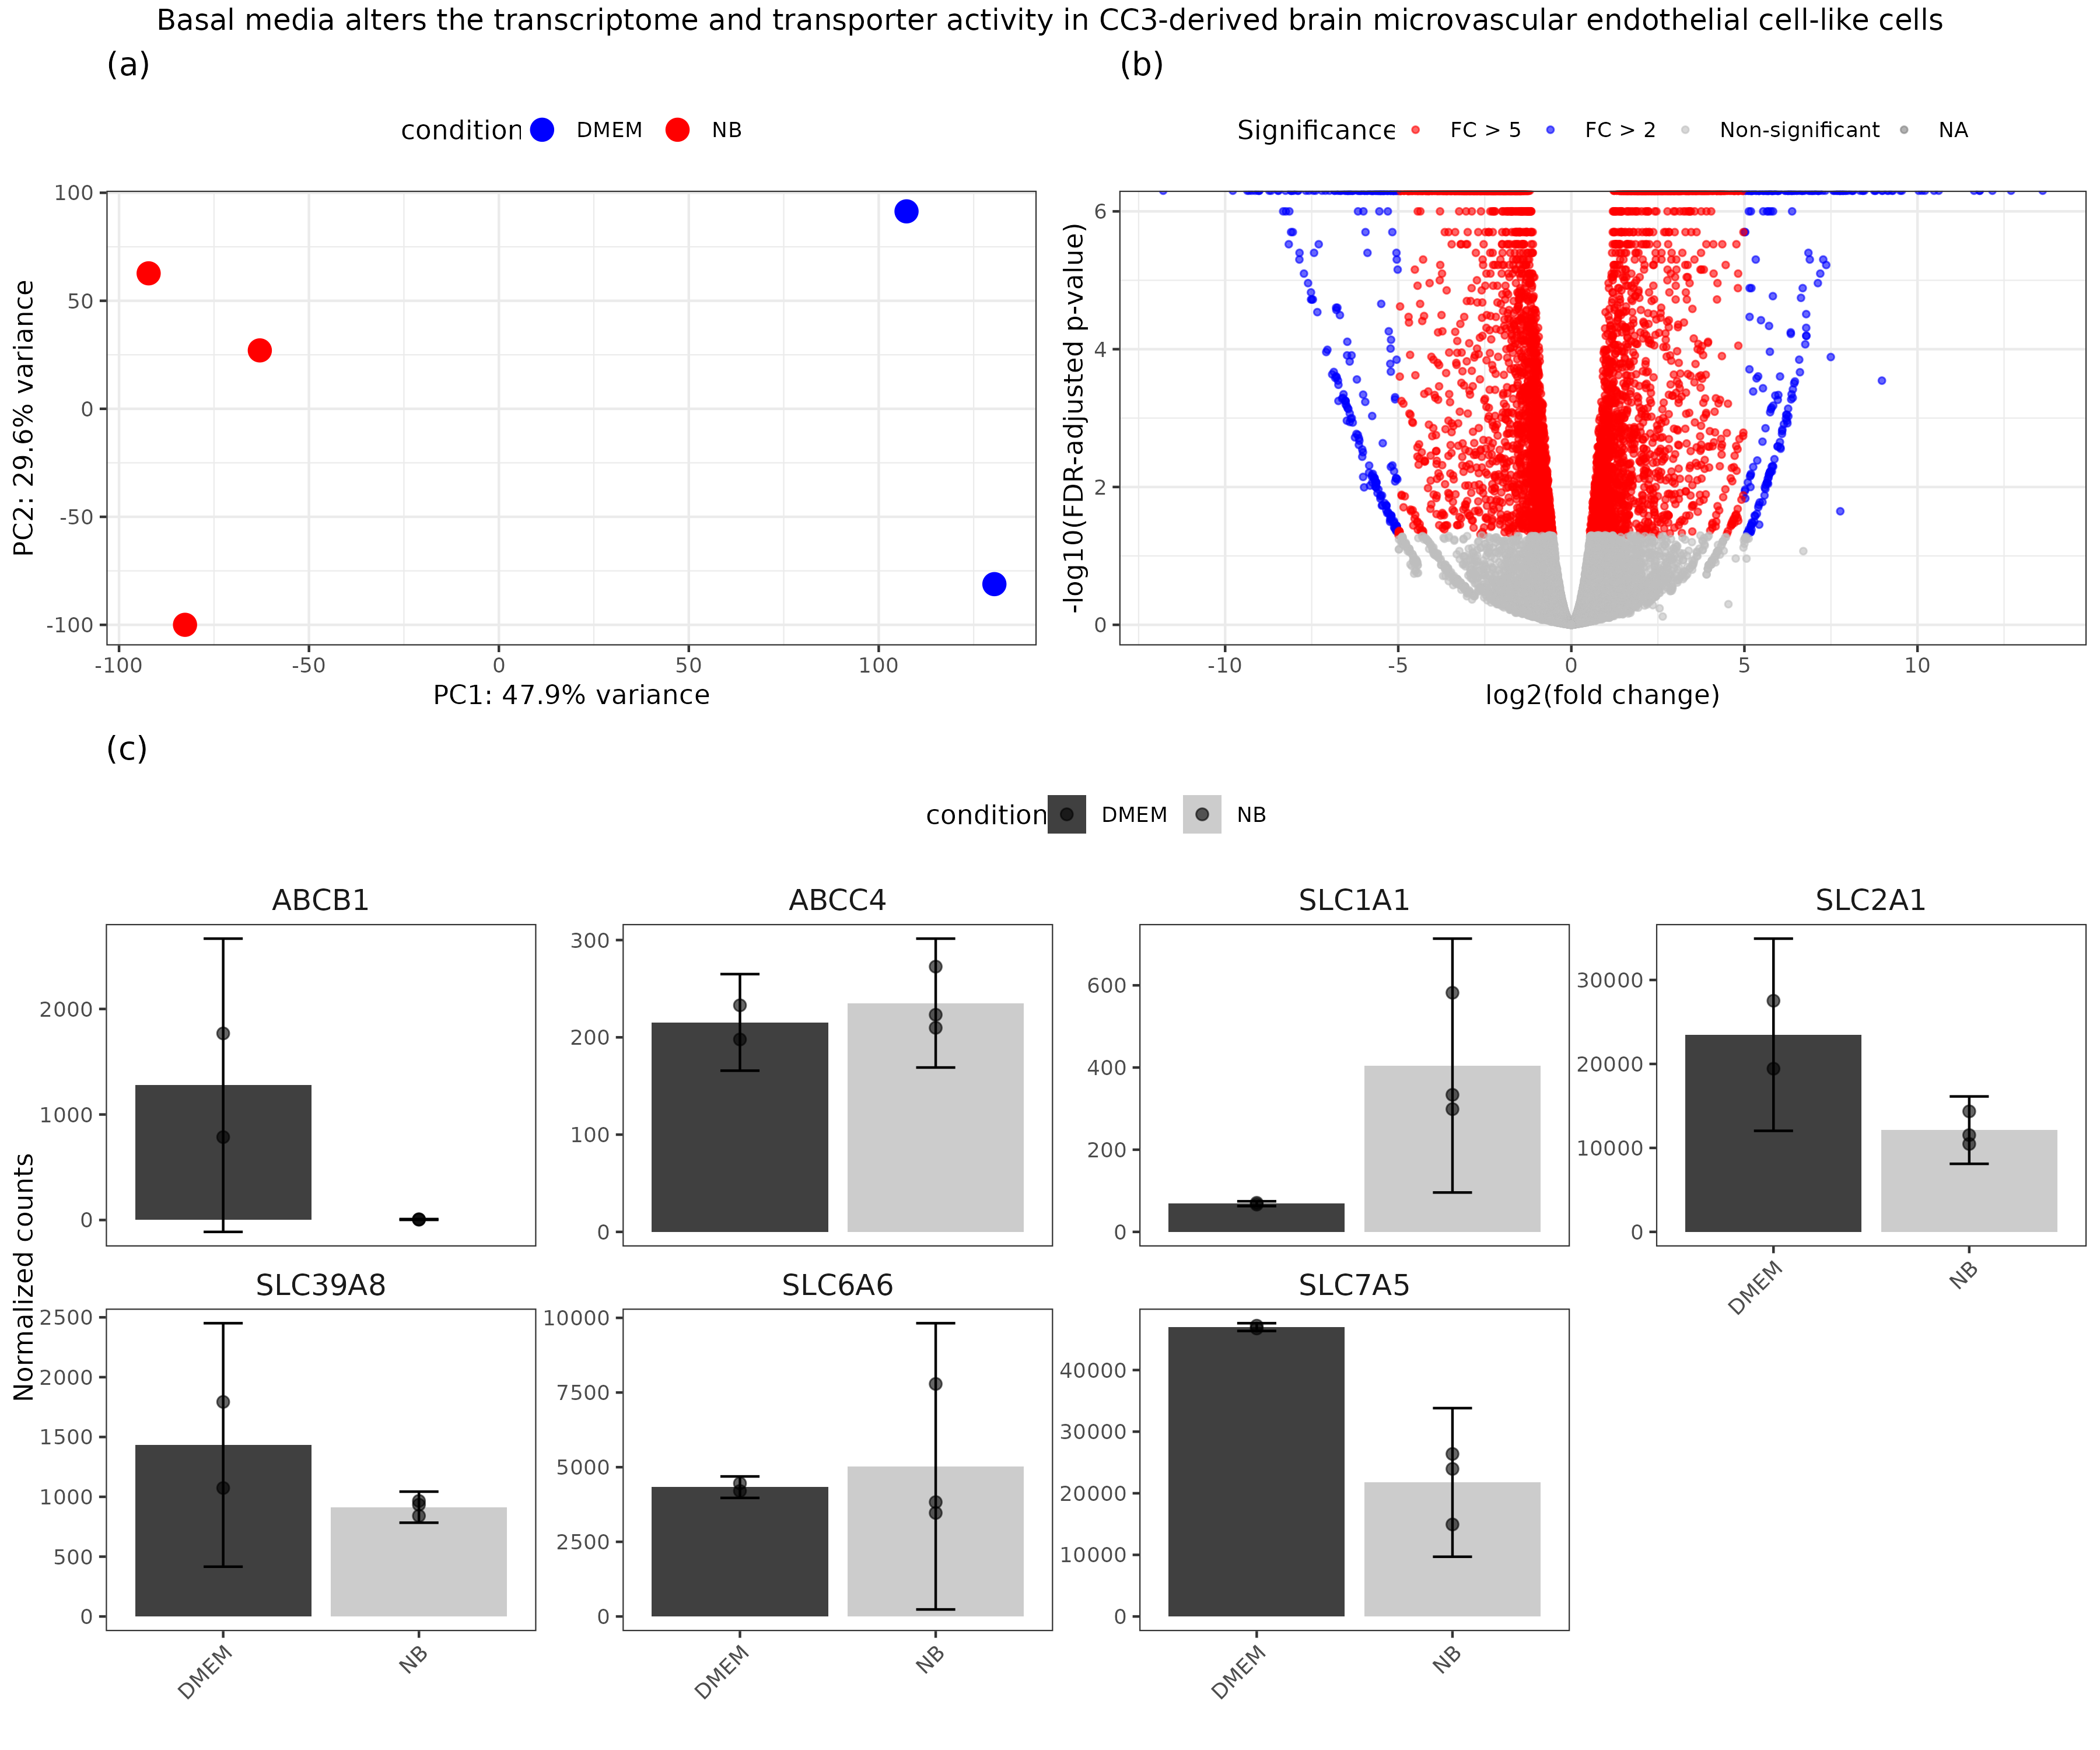 Basal media alters the transcriptome and transporter activity in CC3-derived brain microvascular endothelial cell-like cells
(a)
condition DMEM NB
PC2: 29.6% variance
100
50
0
-50
-100
-100 -50 0 50 100
PC1: 47.9% variance
(b)
Significance FC > 5 FC > 2 Non-significant NA
-log10(FDR-adjusted p-value)
6
4
2
0
-10 -5 0 5 10
log2(fold change)
(c)
condition DMEM NB
Normalized counts
ABCB1
2000
1000
0
ABCC4
300
200
100
0
SLC1A1
600
400
200
0
SLC2A1
30000
20000
10000
0
DMEM NB
SLC39A8
2500
2000
1500
1000
500
0
DMEM NB
SLC6A6
10000
7500
5000
2500
0
DMEM NB
SLC7A5
40000
30000
20000
10000
0
DMEM NB